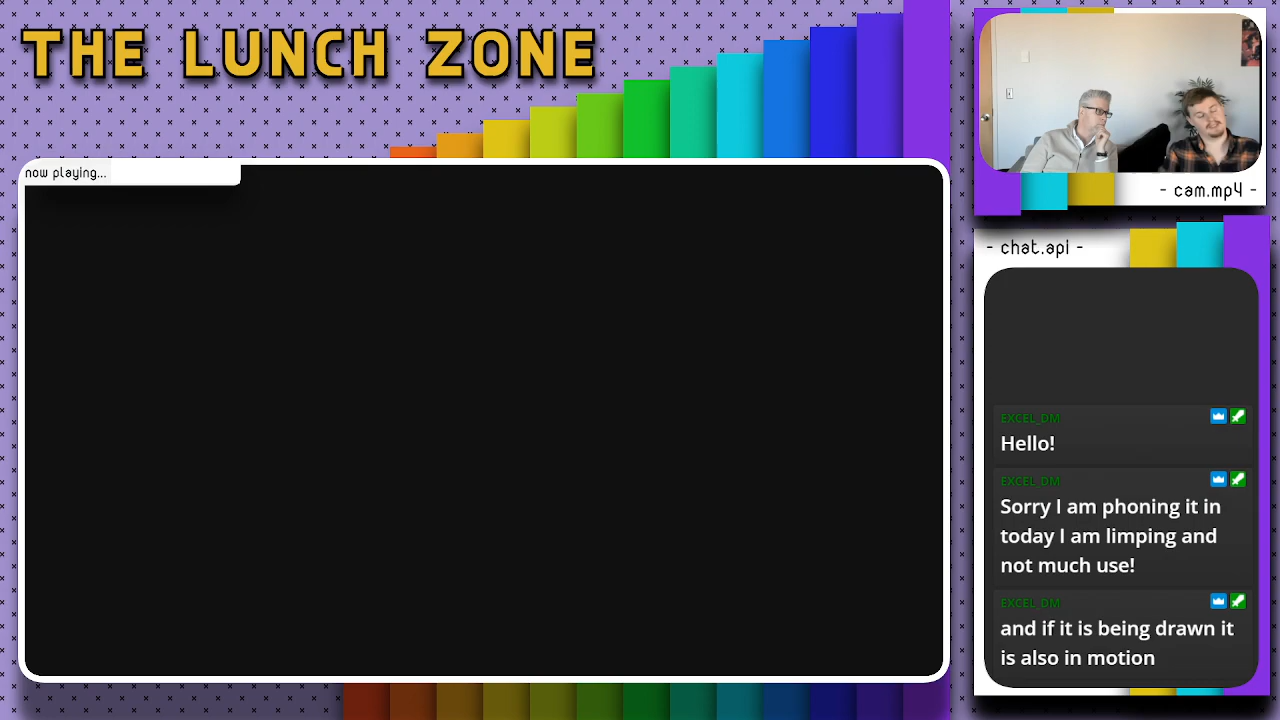 THE LUNCH ZONE
now playing...
- cam.mp4 -
- chat.api -
EXCEL_DM
Hello!
EXCEL_DM
Sorry I am phoning it in
today I am limping and
not much use!
EXCEL_DM
and if it is being drawn it
is also in motion